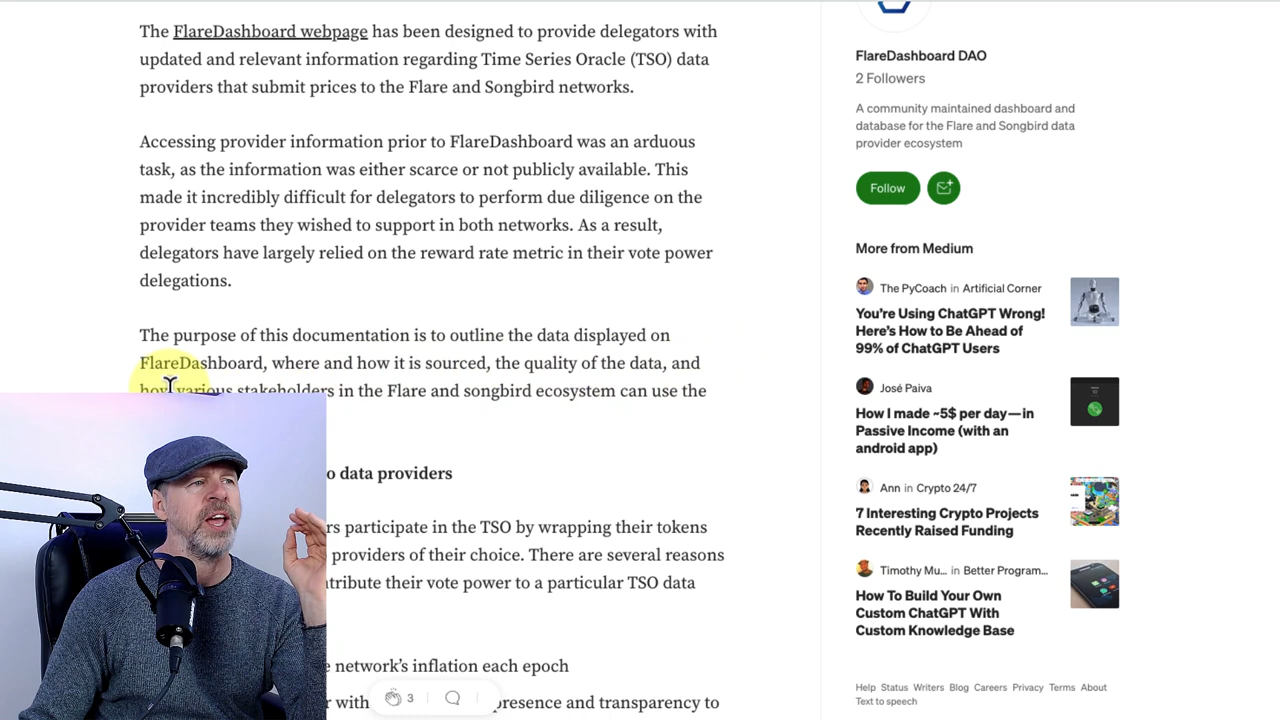 The FlareDashboard webpage has been designed to provide delegators with
updated and relevant information regarding Time Series Oracle (TSO) data
providers that submit prices to the Flare and Songbird networks.
Accessing provider information prior to FlareDashboard was an arduous
task, as the information was either scarce or not publicly available. This
made it incredibly difficult for delegators to perform due diligence on the
provider teams they wished to support in both networks. As a result,
delegators have largely relied on the reward rate metric in their vote power
delegations.
The purpose of this documentation is to outline the data displayed on
FlareDashboard, where and how it is sourced, the quality of the data, and
how various stakeholders in the Flare and songbird ecosystem can use the
o data providers
rs participate in the TSO by wrapping their tokens
providers of their choice. There are several reasons
tribute their vote power to a particular TSO data
e network's inflation each epoch
r with
presence and transparency to
3
FlareDashboard DAO
2 Followers
A community maintained dashboard and
database for the Flare and Songbird data
provider ecosystem
Follow
More from Medium
The PyCoach in Artificial Corner
You're Using ChatGPT Wrong!
Here's How to Be Ahead of
99% of ChatGPT Users
José Paiva
How I made ~5$ per day—in
Passive Income (with an
android app)
Ann in Crypto 24/7
7 Interesting Crypto Projects
Recently Raised Funding
Timothy Mu... in Better Program...
How To Build Your Own
Custom ChatGPT With
Custom Knowledge Base
Help Status Writers Blog Careers Privacy Terms About
Text to speech